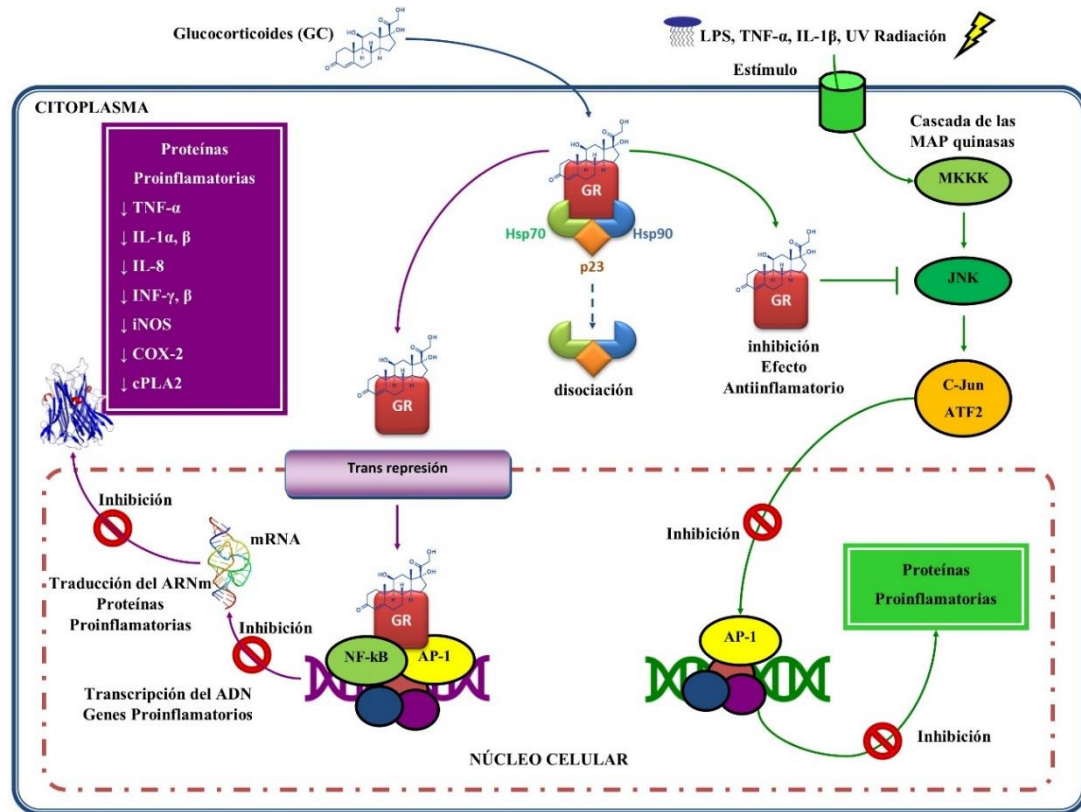 Glucocorticoides (GC)
LPS, TNF-α, IL-1β, UV Radiación
Estímulo
CITOPLASMA
Proteínas
Proinflamatorias
↓ TNF-α
↓ IL-1α, β
↓ IL-8
↓ INF-γ, β
↓ iNOS
↓ COX-2
↓ cPLA2
GR
Hsp70
Hsp90
p23
disociación
Cascada de las
MAP quinasas
MKKK
JNK
C-Jun
ATF2
GR
inhibición
Efecto
Antiinflamatorio
GR
Trans represión
Inhibición
mRNA
Traducción del ARNm
Proteínas
Proinflamatorias
Inhibición
Transcripción del ADN
Genes Proinflamatorios
GR
NF-kB
AP-1
Inhibición
AP-1
Proteínas
Proinflamatorias
Inhibición
NÚCLEO CELULAR